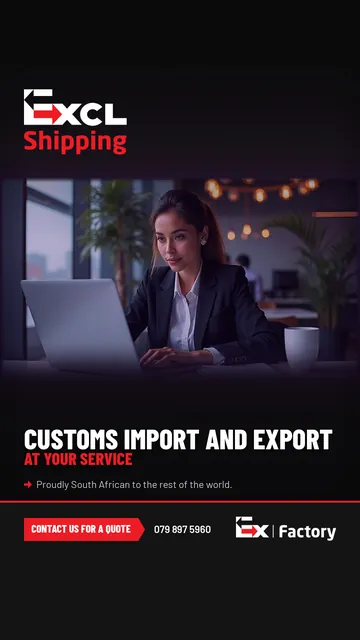 EXCL
Shipping
CUSTOMS IMPORT AND EXPORT
AT YOUR SERVICE
Proudly South African to the rest of the world.
CONTACT US FOR A QUOTE
079 897 5960
Ex | Factory